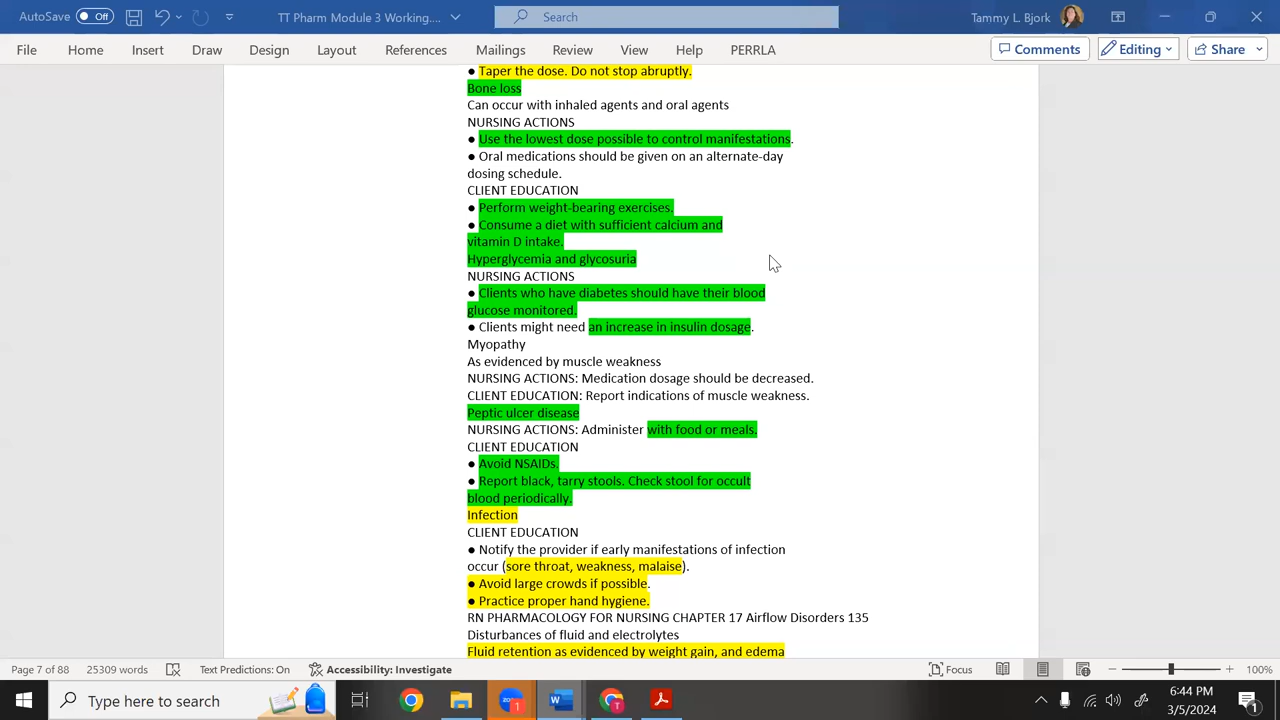 AutoSave Off TT Pharm Module 3 Working.... Search Tammy L. Bjork
File Home Insert Draw Design Layout References Mailings Review View Help PERRLA Comments Editing Share
● Taper the dose. Do not stop abruptly.
Bone loss
Can occur with inhaled agents and oral agents
NURSING ACTIONS
● Use the lowest dose possible to control manifestations.
● Oral medications should be given on an alternate-day
dosing schedule.
CLIENT EDUCATION
● Perform weight-bearing exercises.
● Consume a diet with sufficient calcium and
vitamin D intake.
Hyperglycemia and glycosuria
NURSING ACTIONS
● Clients who have diabetes should have their blood
glucose monitored.
● Clients might need an increase in insulin dosage.
Myopathy
As evidenced by muscle weakness
NURSING ACTIONS: Medication dosage should be decreased.
CLIENT EDUCATION: Report indications of muscle weakness.
Peptic ulcer disease
NURSING ACTIONS: Administer with food or meals.
CLIENT EDUCATION
● Avoid NSAIDs.
● Report black, tarry stools. Check stool for occult
blood periodically.
Infection
CLIENT EDUCATION
● Notify the provider if early manifestations of infection
occur (sore throat, weakness, malaise).
● Avoid large crowds if possible.
● Practice proper hand hygiene.
RN PHARMACOLOGY FOR NURSING CHAPTER 17 Airflow Disorders 135
Disturbances of fluid and electrolytes
Fluid retention as evidenced by weight gain, and edema
Page 7 of 88 25309 words Text Predictions: On Accessibility: Investigate Focus 100%
Type here to search 6:44 PM
3/5/2024